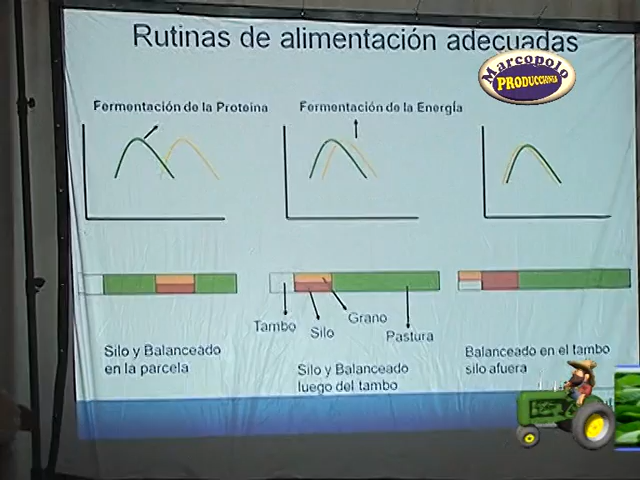 Rutinas de alimentación adecuadas
Marcopolo
PRODUCCIONES
Fermentación de la Proteina
Fermentación de la Energía
Tambo
Silo
Grano
Pastura
Silo y Balanceado
en la parcela
Silo y Balanceado
luego del tambo
Balanceado en el tambo
silo afuera